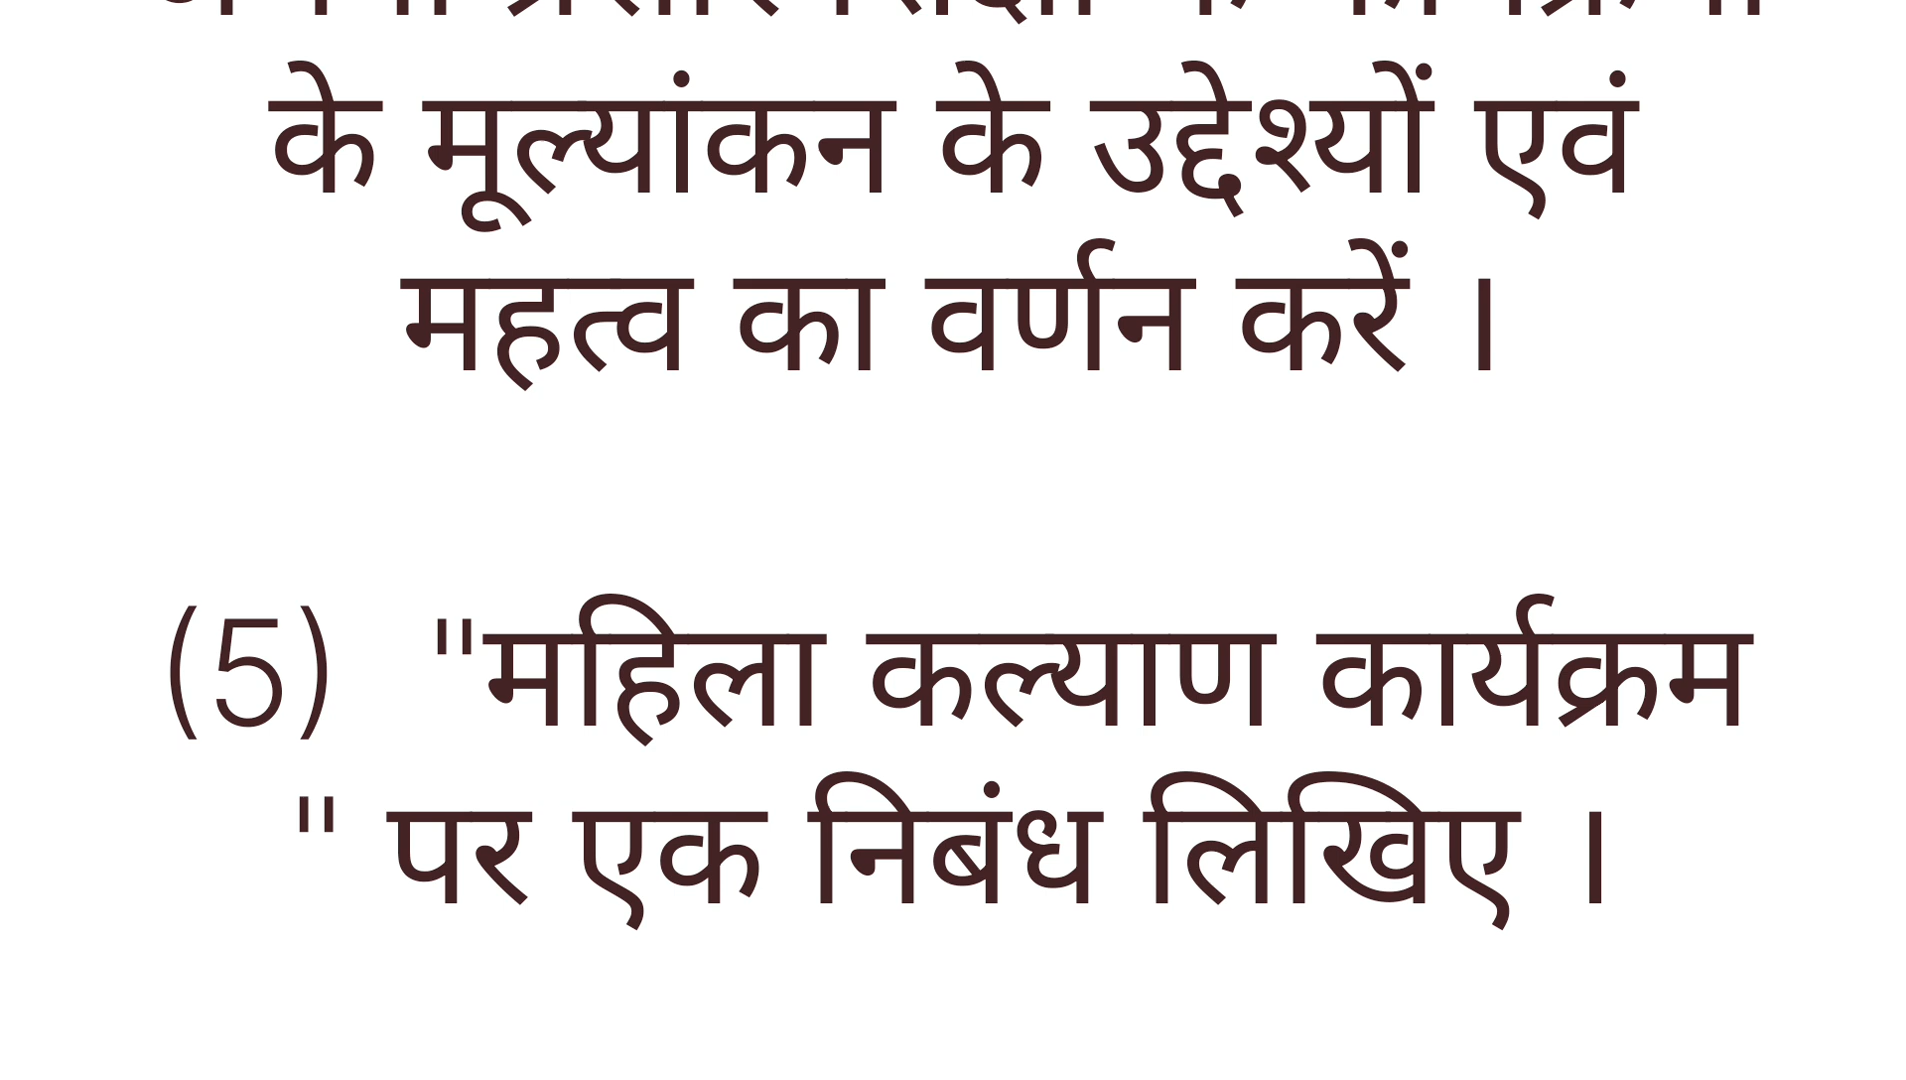 के मूल्यांकन के उद्देश्यों एवं
महत्व का वर्णन करें ।
(5) "महिला कल्याण कार्यक्रम
" पर एक निबंध लिखिए ।